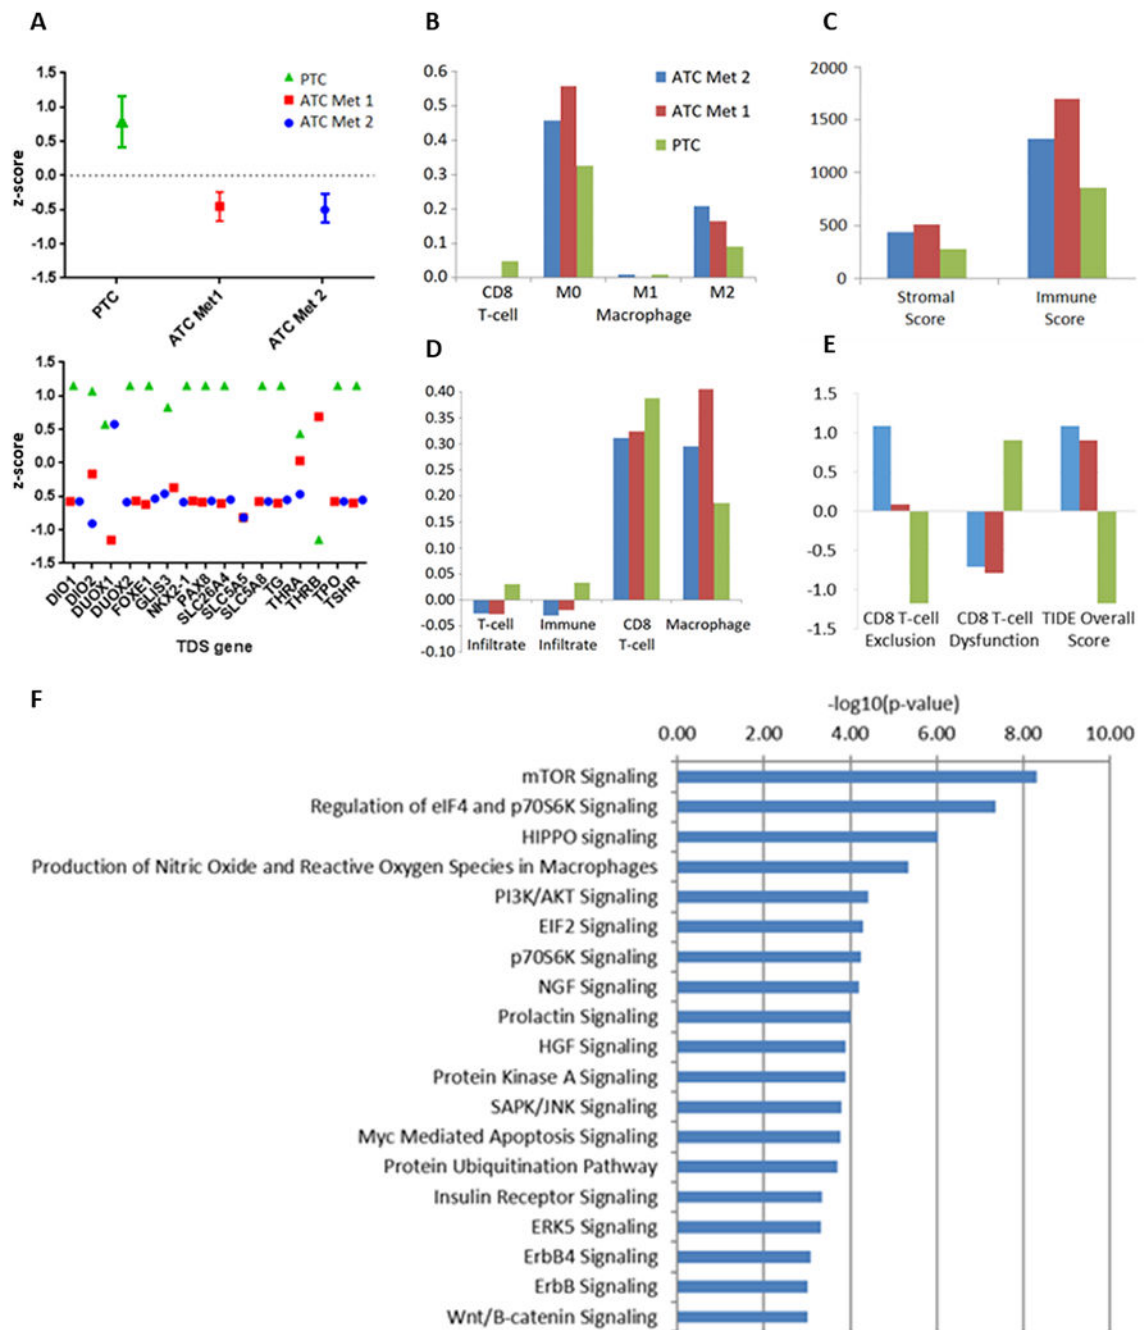 A
1.5
1.0
0.5
0.0
-0.5
-1.0
-1.5
z-score
PTC
ATC Met 1
ATC Met 2
PTC
ATC Met1
ATC Met 2
1.5
1.0
0.5
0.0
-0.5
-1.0
-1.5
z-score
DIO1
DIO2
DUOX1
DUOX2
FOXE1
GLIS3
NKX2-1
PAX8
SLC26A4
SLC5A5
SLC5A8
TG
THRA
THRB
TPO
TSHR
TDS gene
B
0.6
0.5
0.4
0.3
0.2
0.1
0.0
ATC Met 2
ATC Met 1
PTC
CD8 M0 M1 M2
T-cell Macrophage
C
2000
1500
1000
500
0
Stromal Immune
Score Score
D
0.40
0.35
0.30
0.25
0.20
0.15
0.10
0.05
0.00
-0.05
-0.10
T-cell Immune CD8 Macrophage
Infiltrate Infiltrate T-cell
E
1.5
1.0
0.5
0.0
-0.5
-1.0
-1.5
CD8 T-cell CD8 T-cell TIDE Overall
Exclusion Dysfunction Score
F
-log10(p-value)
0.00 2.00 4.00 6.00 8.00 10.00
mTOR Signaling
Regulation of eIF4 and p70S6K Signaling
HIPPO signaling
Production of Nitric Oxide and Reactive Oxygen Species in Macrophages
PI3K/AKT Signaling
EIF2 Signaling
p70S6K Signaling
NGF Signaling
Prolactin Signaling
HGF Signaling
Protein Kinase A Signaling
SAPK/JNK Signaling
Myc Mediated Apoptosis Signaling
Protein Ubiquitination Pathway
Insulin Receptor Signaling
ERK5 Signaling
ErbB4 Signaling
ErbB Signaling
Wnt/B-catenin Signaling